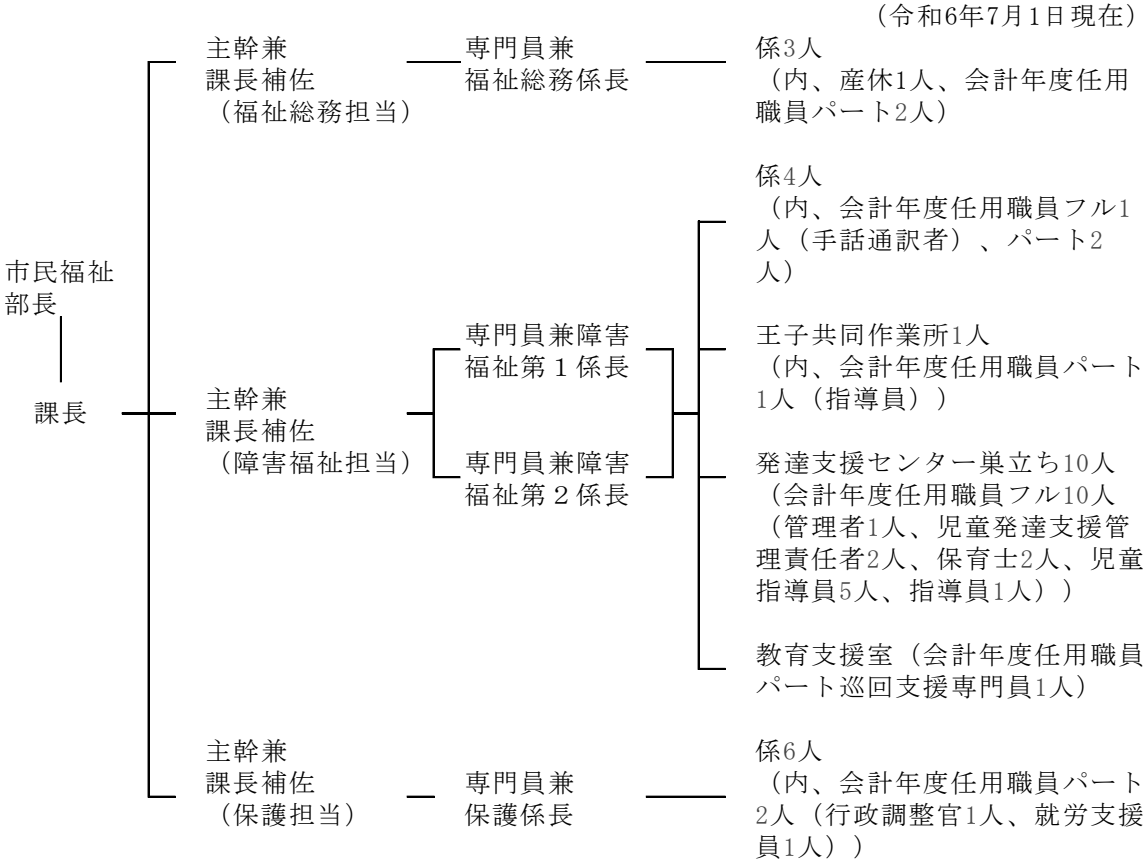 （令和6年7月1日現在）
市民福祉
部長
課長
主幹兼
課長補佐
（福祉総務担当）
専門員兼
福祉総務係長
係3人
（内、産休1人、会計年度任用
職員パート2人）
主幹兼
課長補佐
（障害福祉担当）
専門員兼障害
福祉第１係長
専門員兼障害
福祉第２係長
係4人
（内、会計年度任用職員フル1
人（手話通訳者）、パート2
人）
王子共同作業所1人
（内、会計年度任用職員パート
1人（指導員））
発達支援センター巣立ち10人
（会計年度任用職員フル10人
（管理者1人、児童発達支援管
理責任者2人、保育士2人、児童
指導員5人、指導員1人））
教育支援室（会計年度任用職員
パート巡回支援専門員1人）
主幹兼
課長補佐
（保護担当）
専門員兼
保護係長
係6人
（内、会計年度任用職員パート
2人（行政調整官1人、就労支援
員1人））